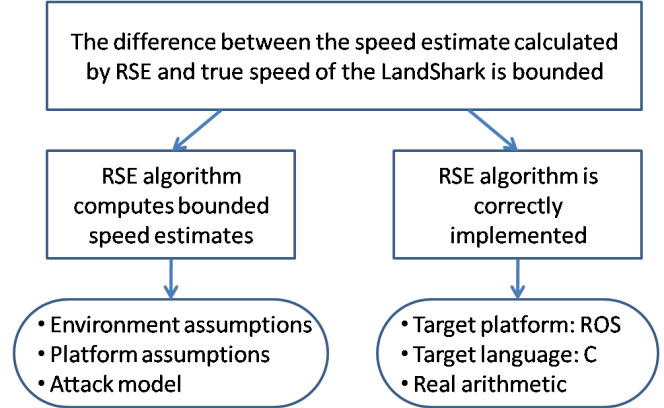 The difference between the speed estimate calculated
by RSE and true speed of the LandShark is bounded
RSE algorithm
computes bounded
speed estimates
RSE algorithm is
correctly
implemented
• Environment assumptions
• Platform assumptions
• Attack model
• Target platform: ROS
• Target language: C
• Real arithmetic